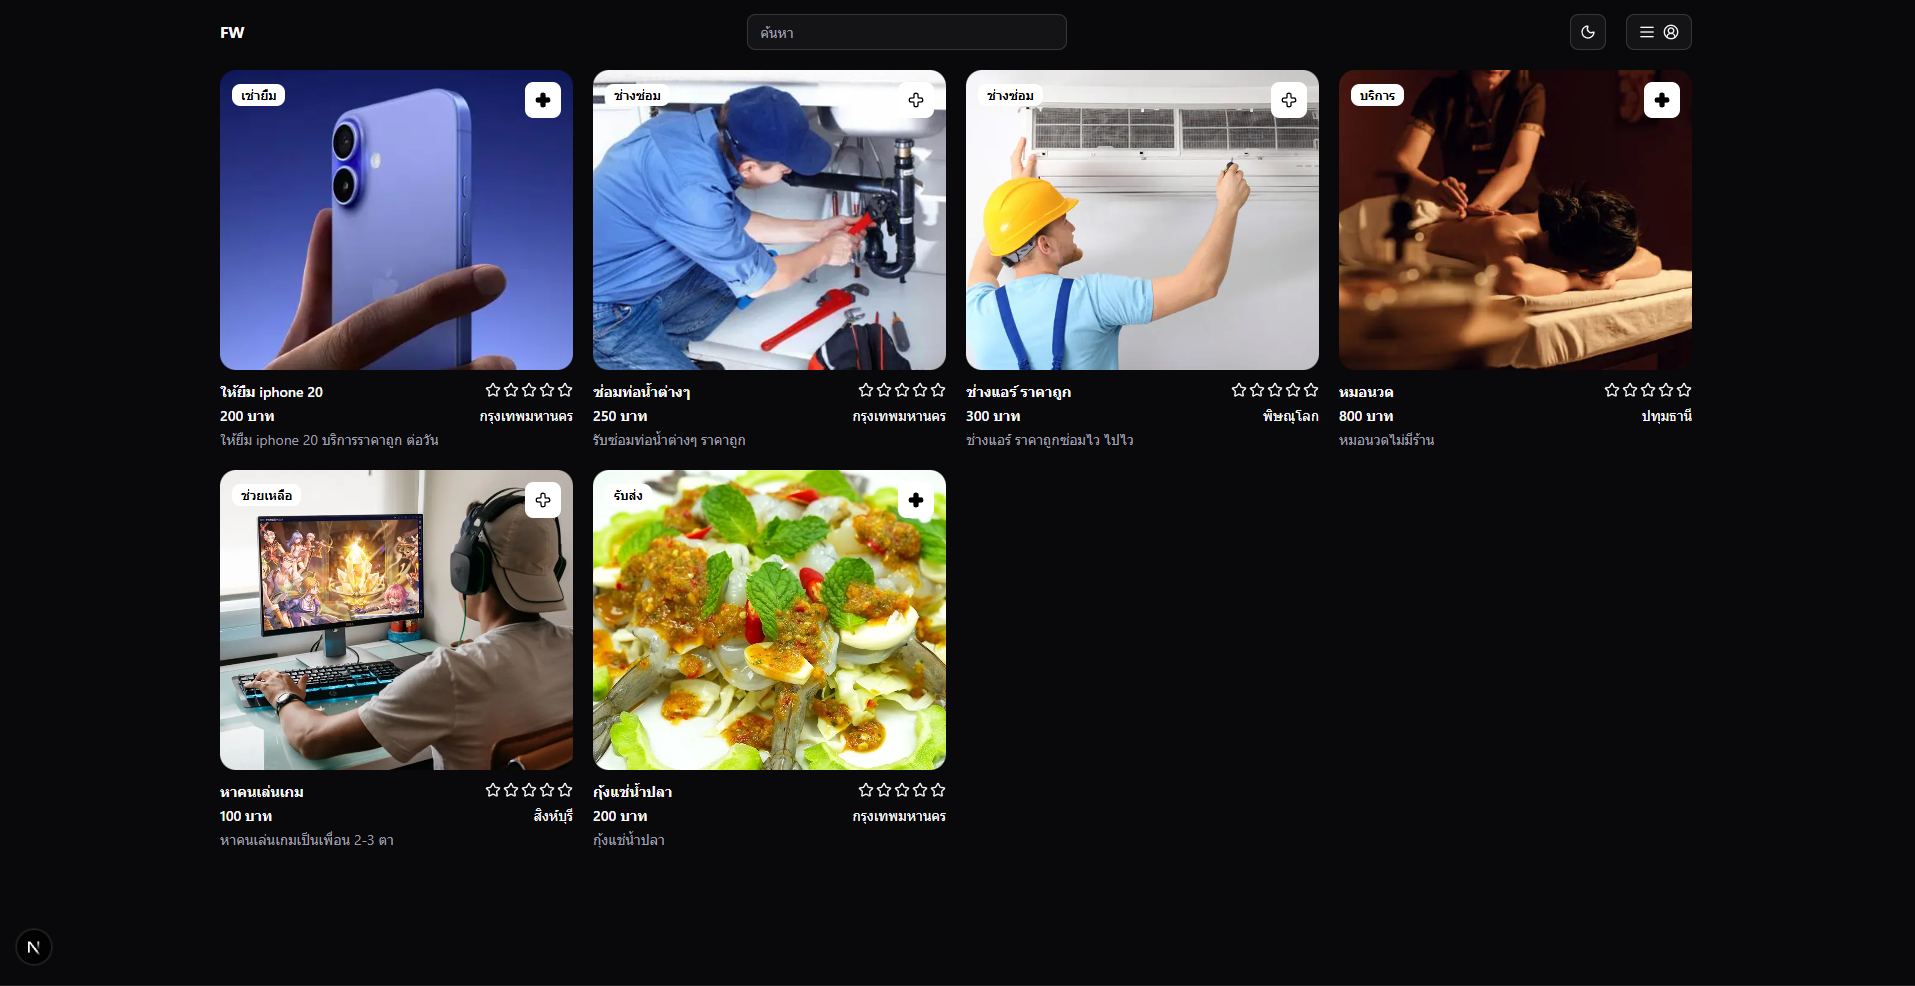 FW
ค้นหา
เช่ายืม
ช่างซ่อม
ช่างซ่อม
บริการ
ให้ยืม iphone 20
200 บาท
กรุงเทพมหานคร
ให้ยืม iphone 20 บริการราคาถูก ต่อวัน
ซ่อมท่อน้ำต่างๆ
250 บาท
กรุงเทพมหานคร
รับซ่อมท่อน้ำต่างๆ ราคาถูก
ช่างแอร์ ราคาถูก
300 บาท
พิษณุโลก
ช่างแอร์ ราคาถูกซ่อมไว ไปไว
หมอนวด
800 บาท
ปทุมธานี
หมอนวดไม่มีร้าน
ช่วยเหลือ
รับส่ง
หาคนเล่นเกม
100 บาท
สิงห์บุรี
หาคนเล่นเกมเป็นเพื่อน 2-3 ตา
กุ้งแช่น้ำปลา
200 บาท
กรุงเทพมหานคร
กุ้งแช่น้ำปลา
N